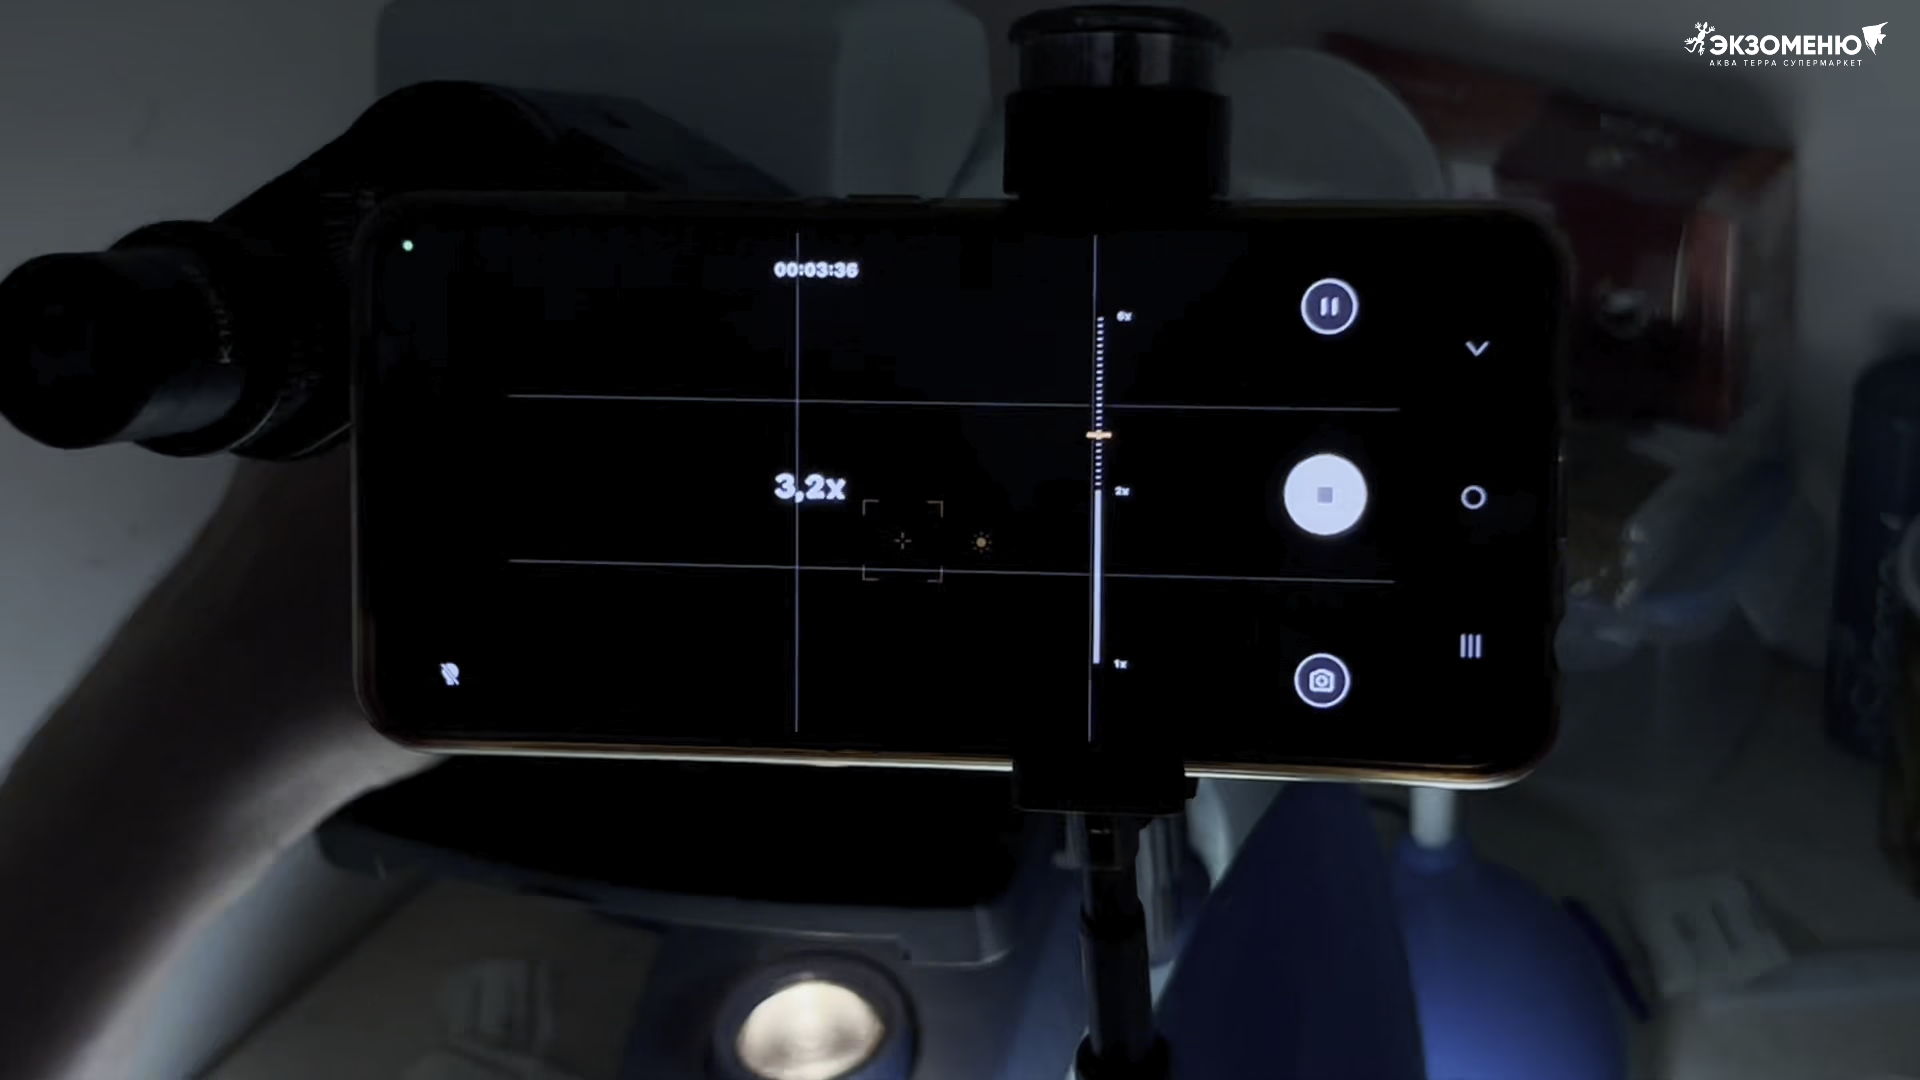 ЭКЗОМЕНЮ
АКВА ТЕРРА СУПЕРМАРКЕТ
00:03:36
6x
3,2x
2x
1x